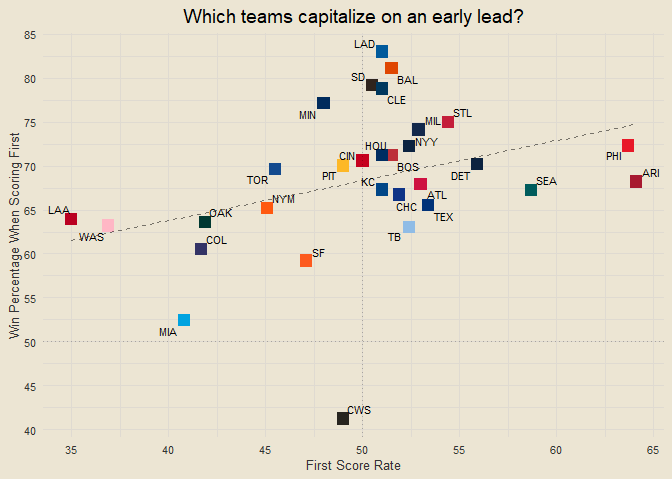 Which teams capitalize on an early lead?
85
80
75
70
65
60
55
50
45
40
Win Percentage When Scoring First
LAD
BAL
SD
CLE
MIN
STL
MIL
NYY
HOU
CIN
BOS
PHI
DET
PIT
TOR
KC
ARI
SEA
ATL
CHC
TEX
NYM
LAA
OAK
WAS
TB
COL
SF
MIA
CWS
35
40
45
50
55
60
65
First Score Rate